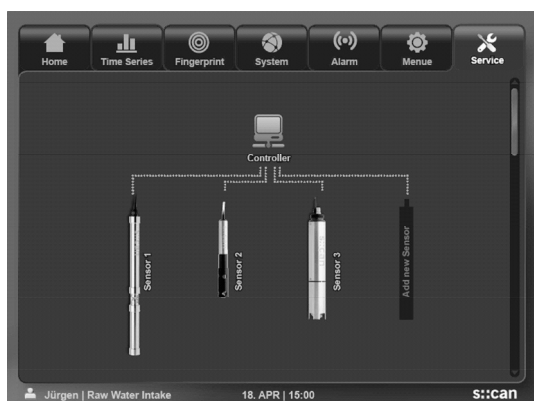 Home
Time Series
Fingerprint
System
Alarm
Menue
Service
Controller
Sensor 1
Sensor 2
Sensor 3
Add new Sensor
Jürgen | Raw Water Intake
18. APR | 15:00
s::can